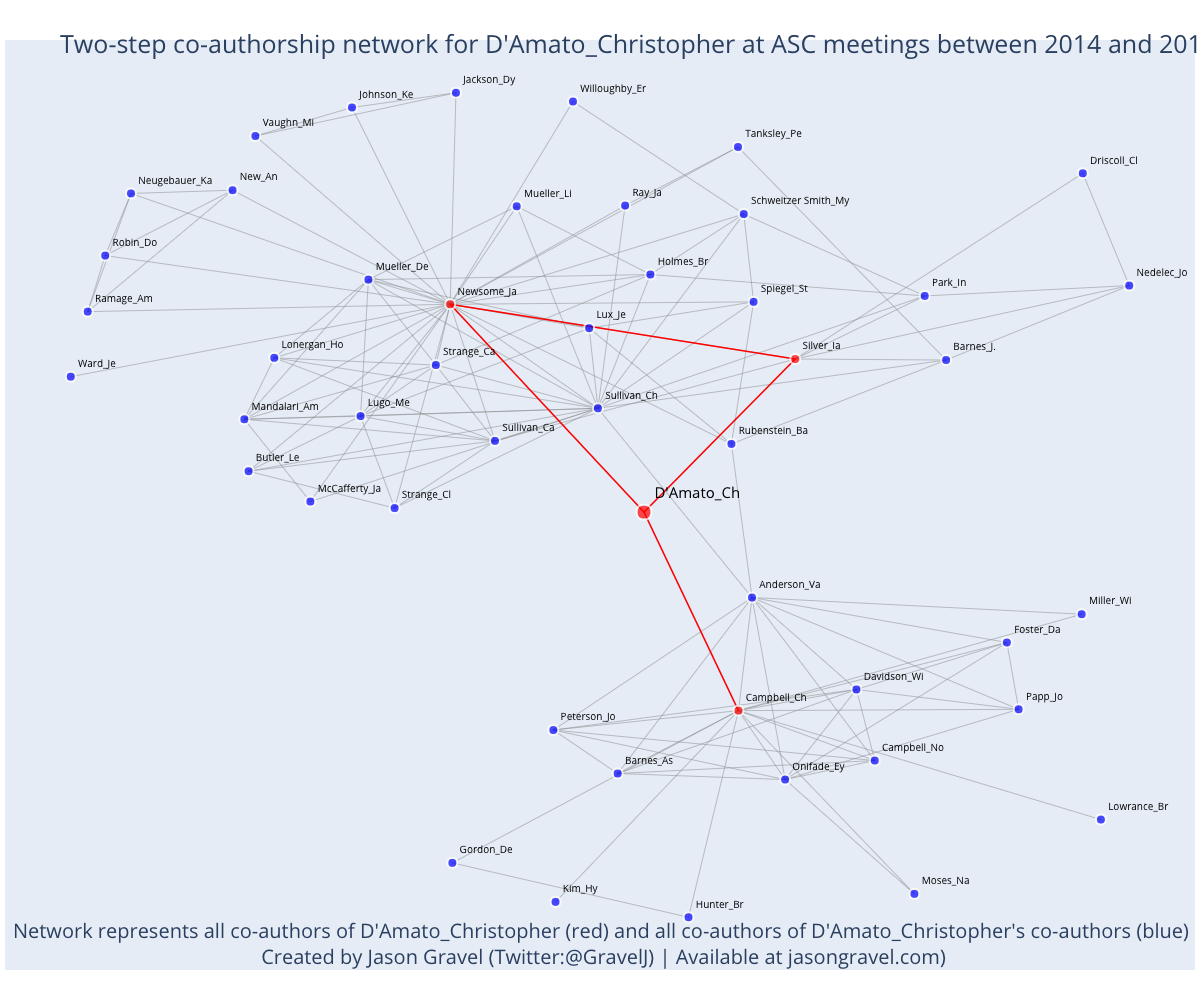 Two-step co-authorship network for D'Amato_Christopher at ASC meetings between 2014 and 201
Jackson_Dy
Johnson_Ke
Willoughby_Er
Vaughn_Mi
Tanksley_Pe
Driscoll_Cl
Neugebauer_Ka
New_An
Mueller_Li
Ray_Ja
Schweitzer Smith_My
Robin_Do
Mueller_De
Holmes_Br
Nedelec_Jo
Park_In
Newsome_Ja
Spiegel_St
Ramage_Am
Lux_Je
Lonergan_Ho
Strange_Ca
Silver_Ia
Barnes_J.
Ward_Je
Sullivan_Ch
Mandalari_Am
Lugo_Me
Sullivan_Ca
Rubenstein_Ba
Butler_Le
McCafferty_Ja
Strange_Cl
D'Amato_Ch
Anderson_Va
Miller_Wi
Foster_Da
Davidson_Wi
Campbell_Ch
Papp_Jo
Peterson_Jo
Campbell_No
Barnes_As
Onifade_Ey
Lowrance_Br
Gordon_De
Kim_Hy
Moses_Na
Hunter_Br
Network represents all co-authors of D'Amato_Christopher (red) and all co-authors of D'Amato_Christopher's co-authors (blue)
Created by Jason Gravel (Twitter:@GravelJ) | Available at jasongravel.com)